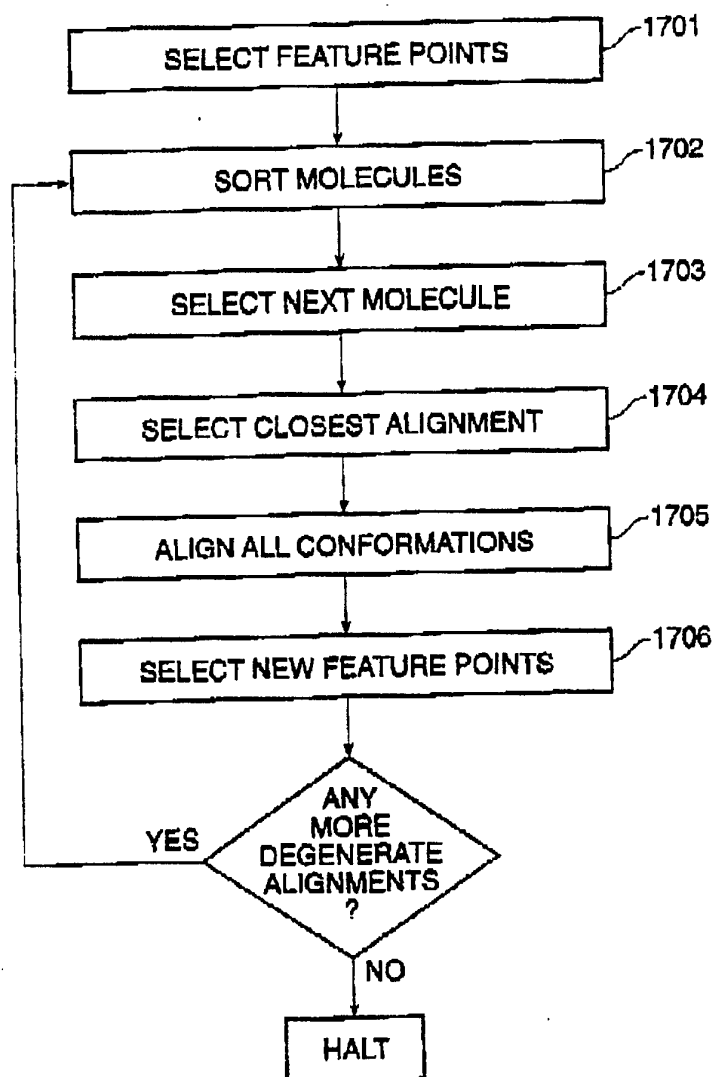 SELECT FEATURE POINTS
1701
SORT MOLECULES
1702
SELECT NEXT MOLECULE
1703
SELECT CLOSEST ALIGNMENT
1704
ALIGN ALL CONFORMATIONS
1705
SELECT NEW FEATURE POINTS
1706
ANY
MORE
DEGENERATE
ALIGNMENTS
?
YES
NO
HALT